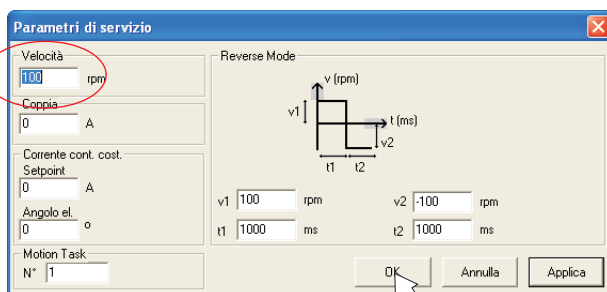 Parametri di servizio
Velocità
100 rpm
Coppia
0 A
Corrente cont. cost.
Setpoint
0 A
Angolo el.
0 o
Motion Task
N° 1
Reverse Mode
v (rpm)
v1
t (ms)
v2
t1 t2
v1 100 rpm v2 -100 rpm
t1 1000 ms t2 1000 ms
OK Annulla Applica